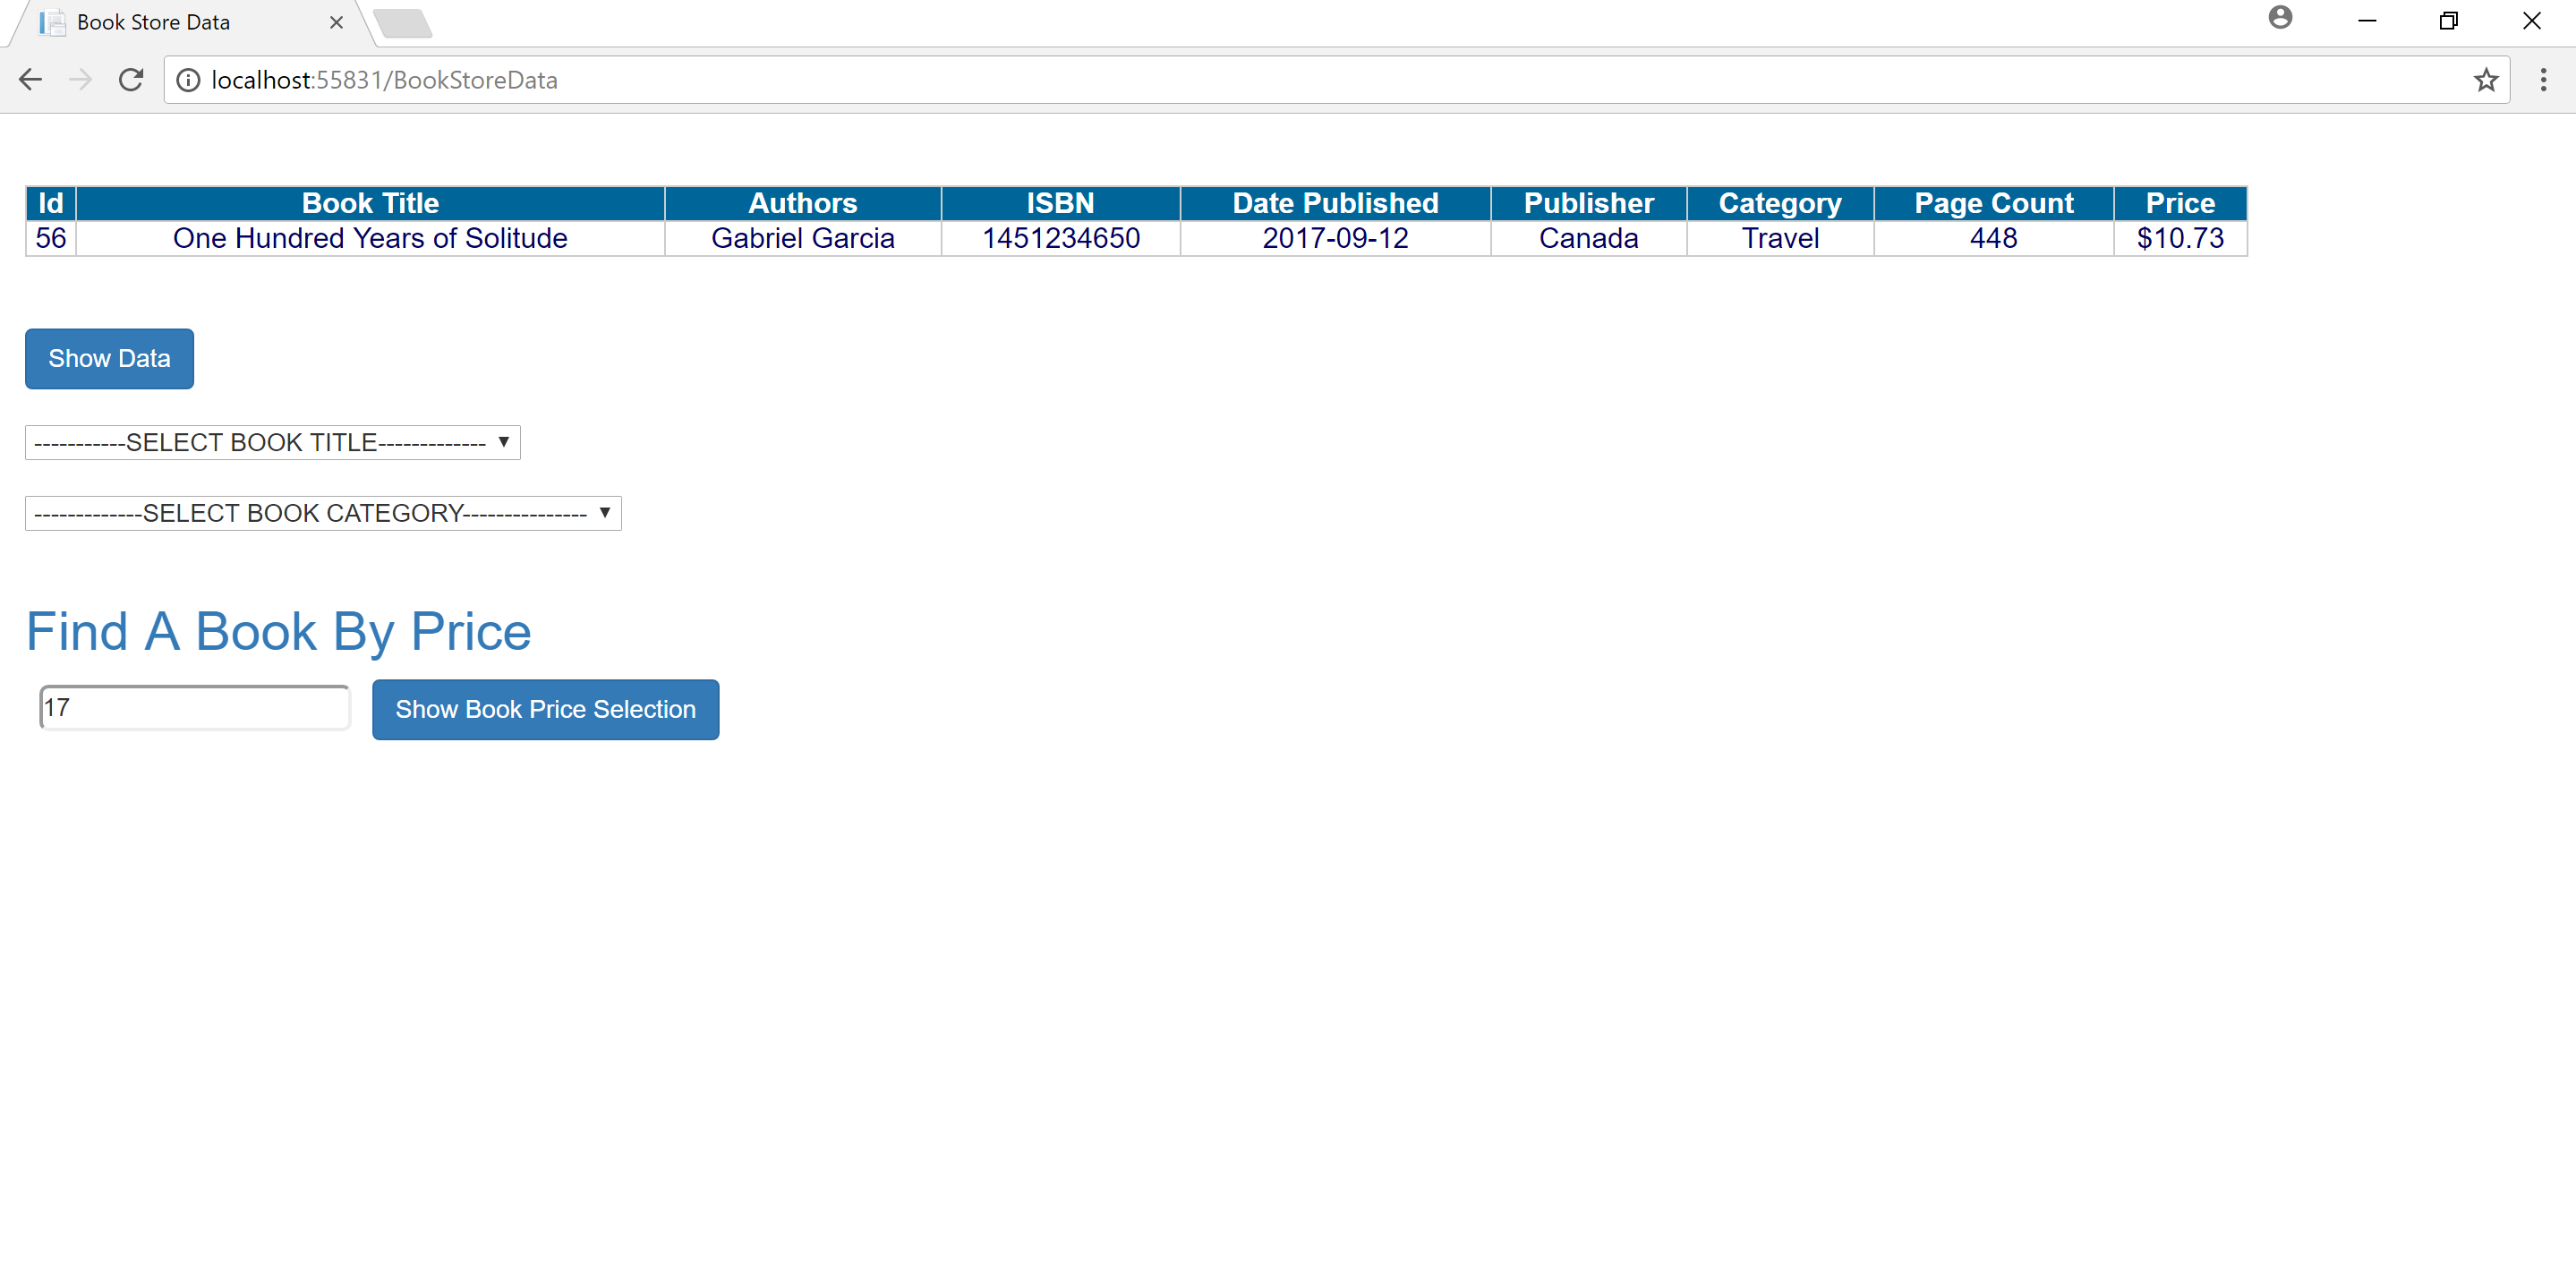 Book Store Data
localhost:55831/BookStoreData
Id Book Title Authors ISBN Date Published Publisher Category Page Count Price
56 One Hundred Years of Solitude Gabriel Garcia 1451234650 2017-09-12 Canada Travel 448 $10.73
Show Data
-----------SELECT BOOK TITLE-------------
-------------SELECT BOOK CATEGORY---------------
Find A Book By Price
17 Show Book Price Selection